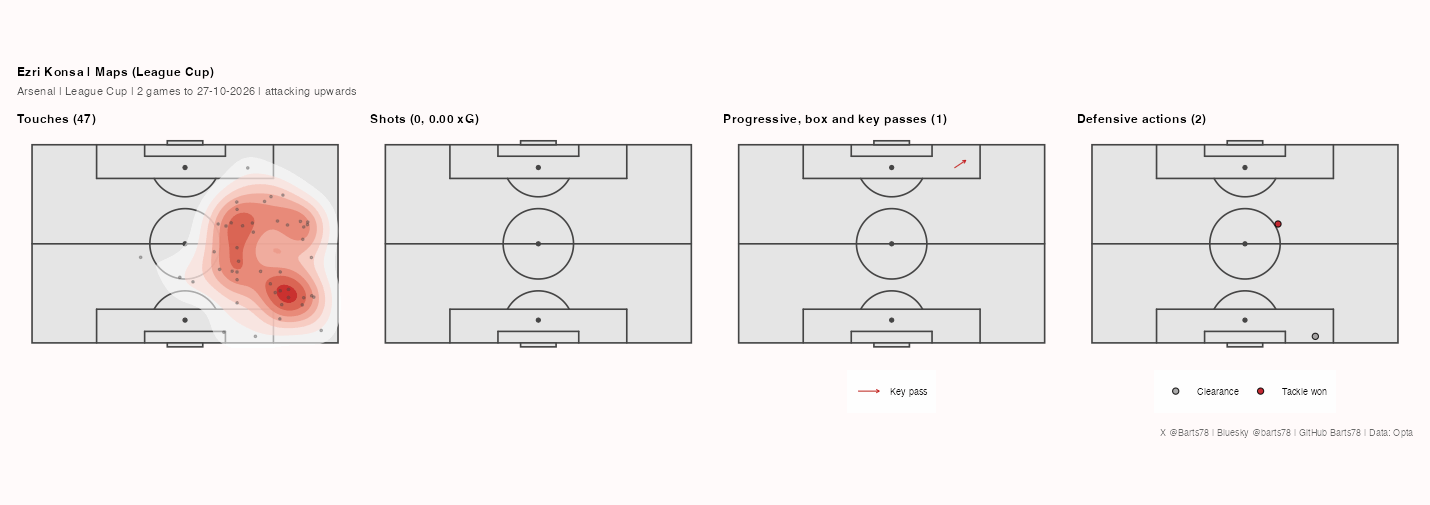 Ezri Konsa | Maps (League Cup)
Arsenal | League Cup | 2 games to 27-10-2026 | attacking upwards
Touches (47)
Shots (0, 0.00 xG)
Progressive, box and key passes (1)
Defensive actions (2)
Key pass
Clearance
Tackle won
X @Barts78 | Bluesky @barts78 | GitHub Barts78 | Data: Opta